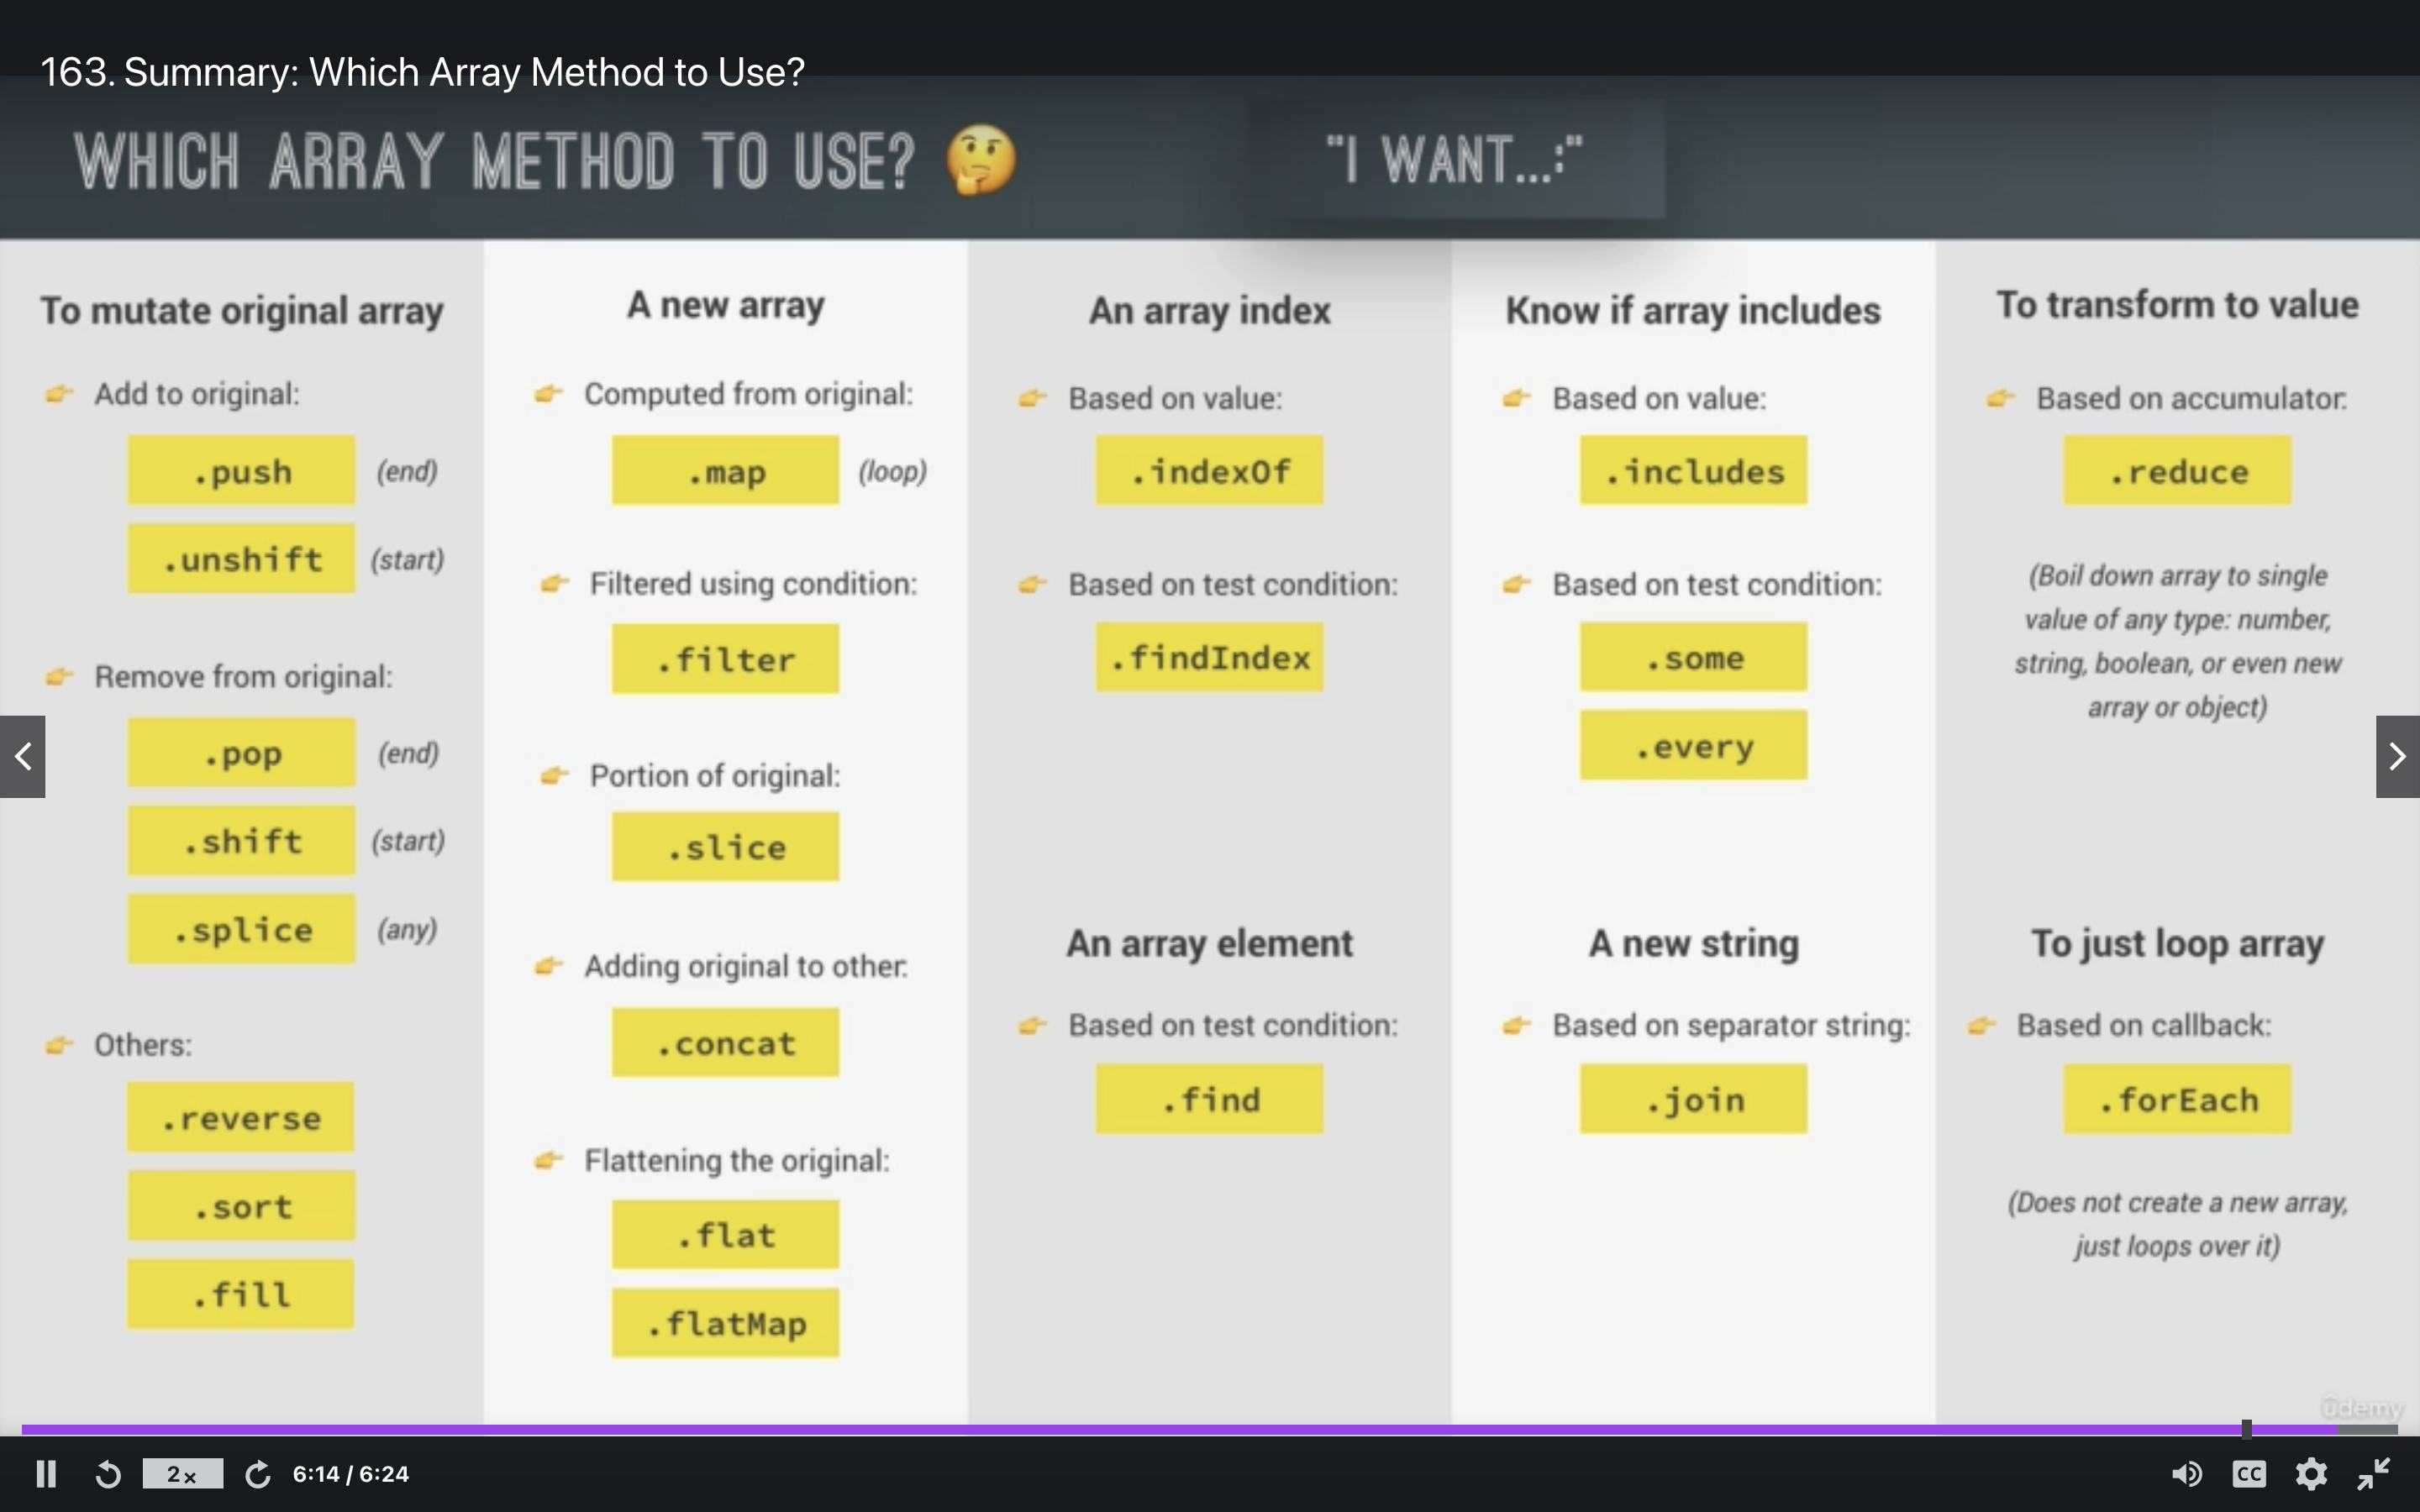 163. Summary: Which Array Method to Use?
WHICH ARRAY METHOD TO USE? 🤔
"I WANT...:"
To mutate original array
👉 Add to original:
.push (end)
.unshift (start)
👉 Remove from original:
.pop (end)
.shift (start)
.splice (any)
👉 Others:
.reverse
.sort
.fill
A new array
👉 Computed from original:
.map (loop)
👉 Filtered using condition:
.filter
👉 Portion of original:
.slice
👉 Adding original to other:
.concat
👉 Flattening the original:
.flat
.flatMap
An array index
👉 Based on value:
.indexOf
👉 Based on test condition:
.findIndex
An array element
👉 Based on test condition:
.find
Know if array includes
👉 Based on value:
.includes
👉 Based on test condition:
.some
.every
A new string
👉 Based on separator string:
.join
To transform to value
👉 Based on accumulator:
.reduce
(Boil down array to single
value of any type: number,
string, boolean, or even new
array or object)
To just loop array
👉 Based on callback:
.forEach
(Does not create a new array,
just loops over it)
ûdemy
2x
6:14 / 6:24
CC